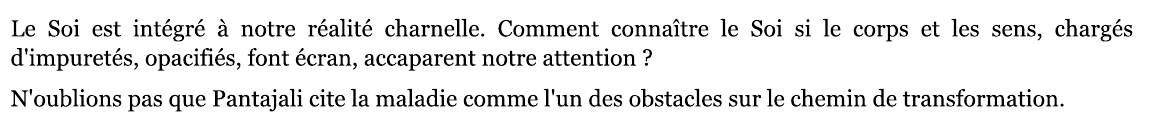 Le Soi est intégré à notre réalité charnelle. Comment connaître le Soi si le corps et les sens, chargés
d'impuretés, opacifiés, font écran, accaparent notre attention ?
N'oublions pas que Pantajali cite la maladie comme l'un des obstacles sur le chemin de transformation.